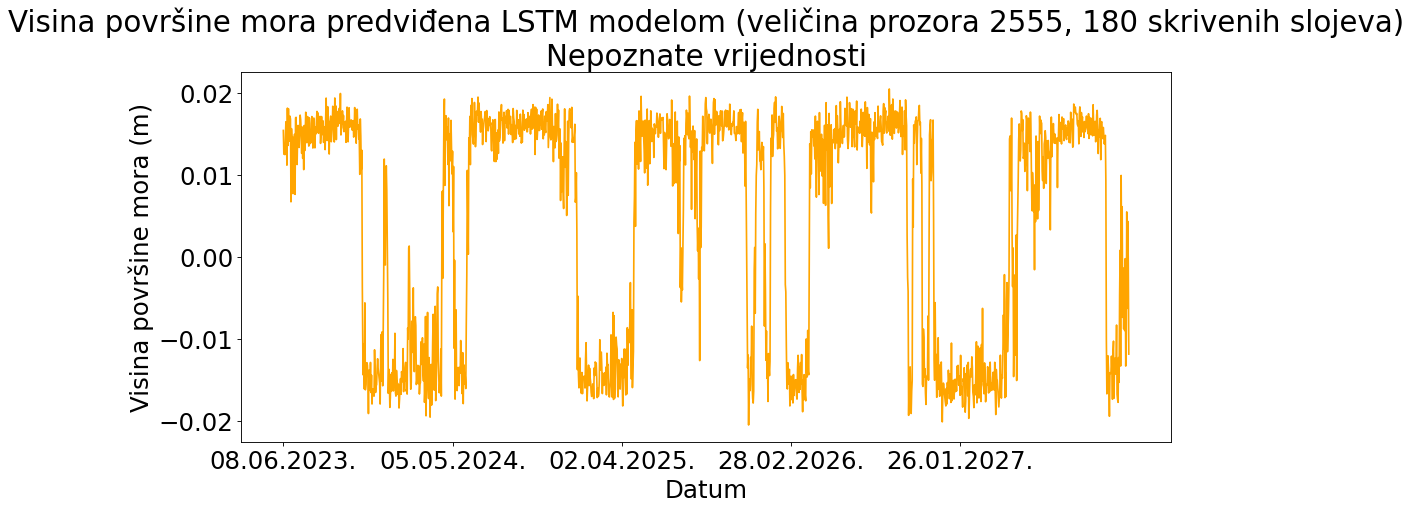 Visina površine mora predviđena LSTM modelom (veličina prozora 2555, 180 skrivenih slojeva)
Nepoznate vrijednosti
Visina površine mora (m)
0.02
0.01
0.00
−0.01
−0.02
08.06.2023.
05.05.2024.
02.04.2025.
28.02.2026.
26.01.2027.
Datum